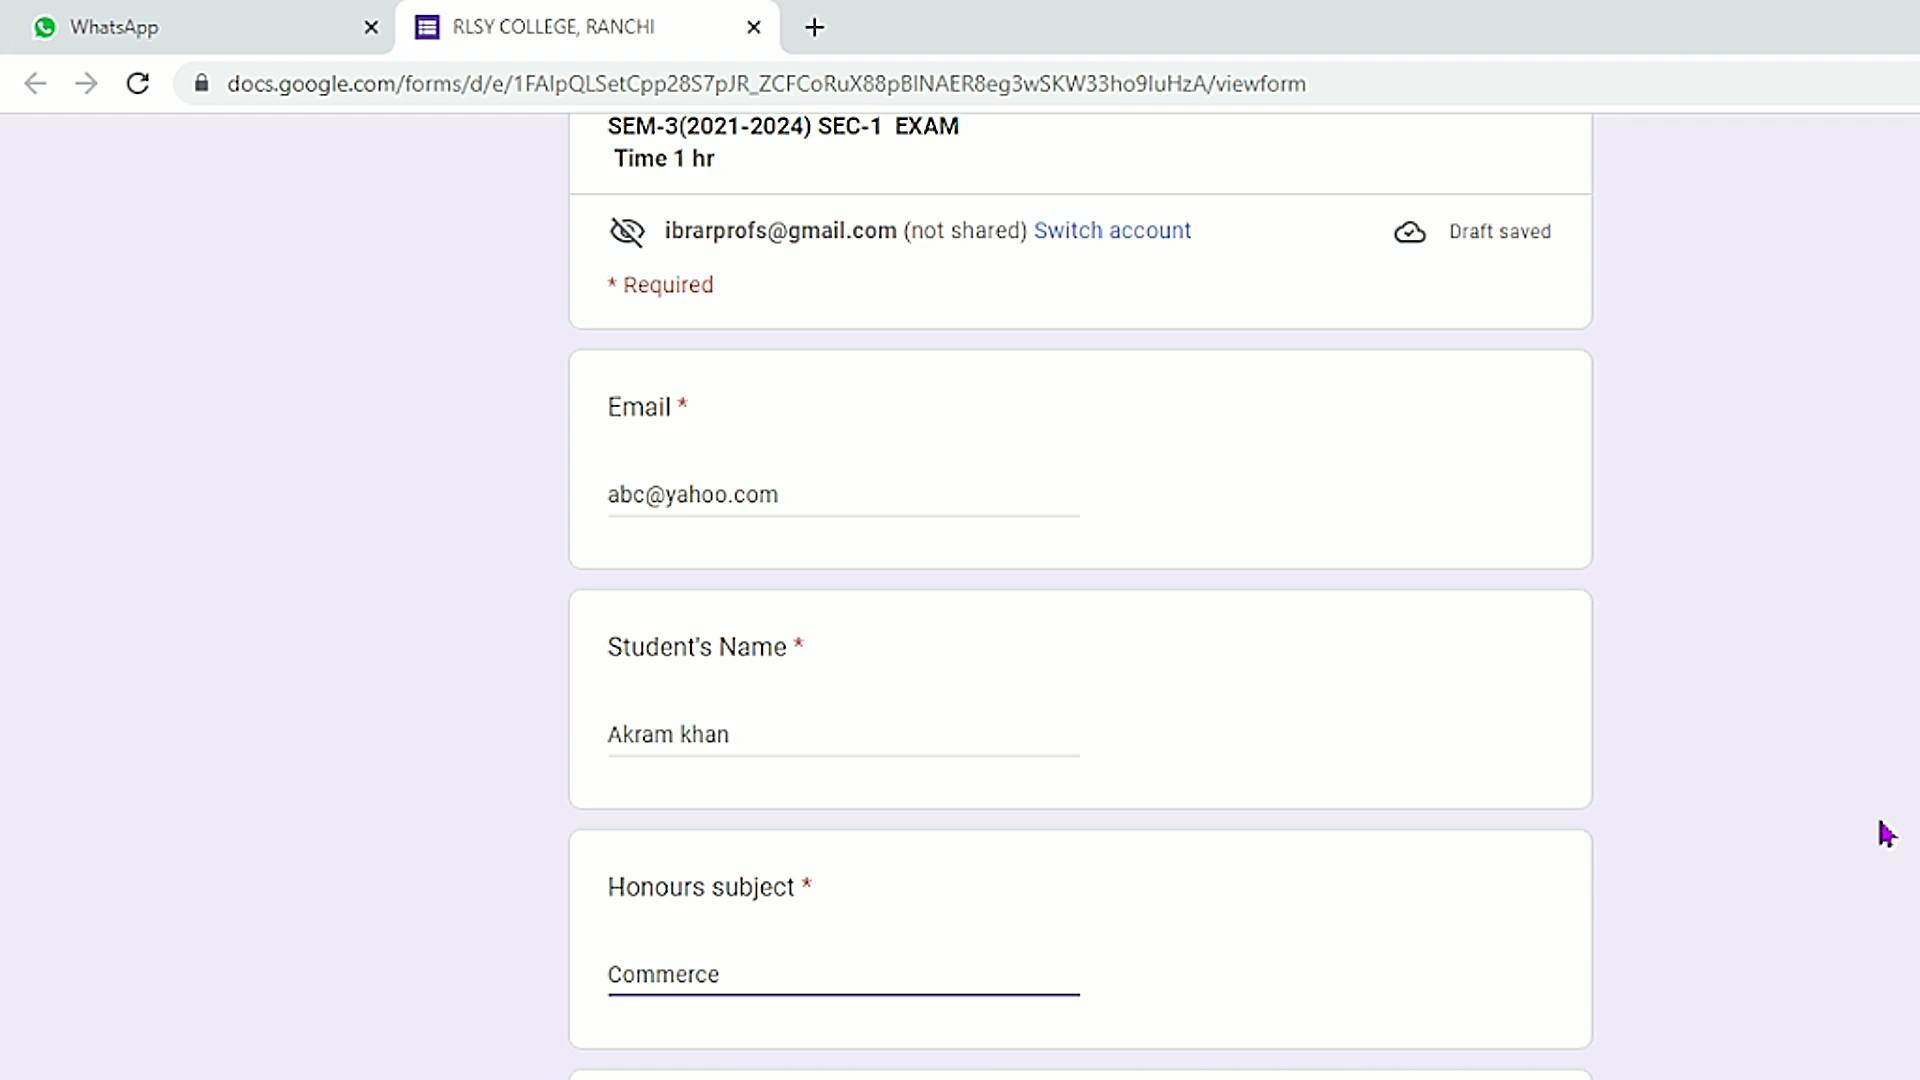 WhatsApp
RLSY COLLEGE, RANCHI
docs.google.com/forms/d/e/1FAIpQLSetCpp28S7pJR_ZCFCoRuX88pBlNAER8eg3wSKW33ho9IuHzA/viewform
SEM-3(2021-2024) SEC-1 EXAM
Time 1 hr
ibrarprofs@gmail.com (not shared) Switch account
Draft saved
* Required
Email *
abc@yahoo.com
Student's Name *
Akram khan
Honours subject *
Commerce